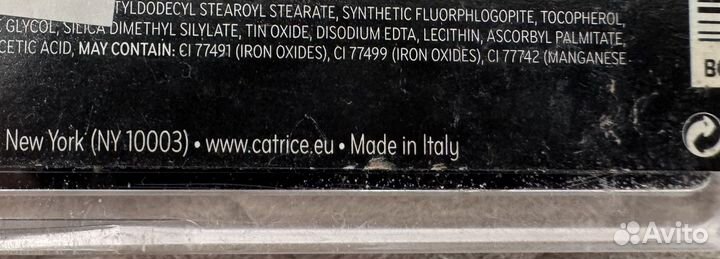 TYLDODECYL STEAROYL STEARATE, SYNTHETIC FLUORPHLOGOPITE, TOCOPHEROL,
GLYCOL, SILICA DIMETHYL SILYLATE, TIN OXIDE, DISODIUM EDTA, LECITHIN, ASCORBYL PALMITATE,
CETIC ACID, MAY CONTAIN: CI 77491 (IRON OXIDES), CI 77499 (IRON OXIDES), CI 77742 (MANGANESE
New York (NY 10003) • www.catrice.eu • Made in Italy
Avito